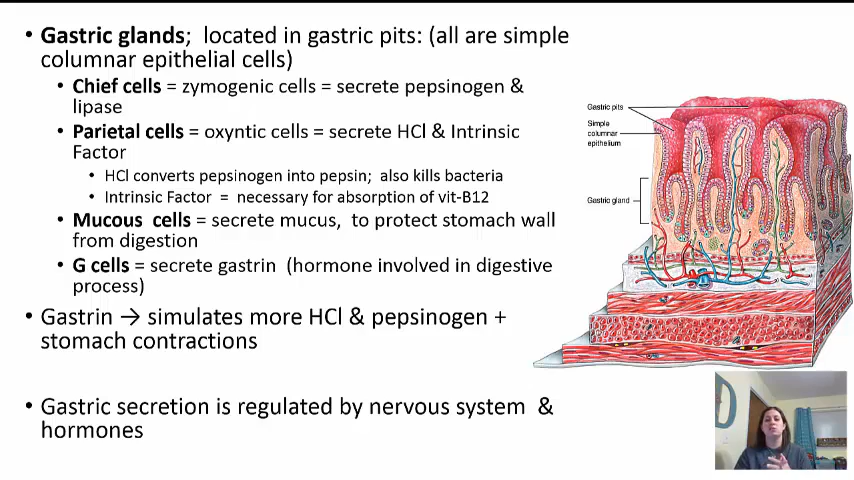 • Gastric glands; located in gastric pits: (all are simple
columnar epithelial cells)
• Chief cells = zymogenic cells = secrete pepsinogen &
lipase
• Parietal cells = oxyntic cells = secrete HCl & Intrinsic
Factor
• HCl converts pepsinogen into pepsin; also kills bacteria
• Intrinsic Factor = necessary for absorption of vit-B12
• Mucous cells = secrete mucus, to protect stomach wall
from digestion
• G cells = secrete gastrin (hormone involved in digestive
process)
• Gastrin → simulates more HCl & pepsinogen +
stomach contractions
• Gastric secretion is regulated by nervous system &
hormones
Gastric pits
Simple
columnar
epithelium
Gastric gland